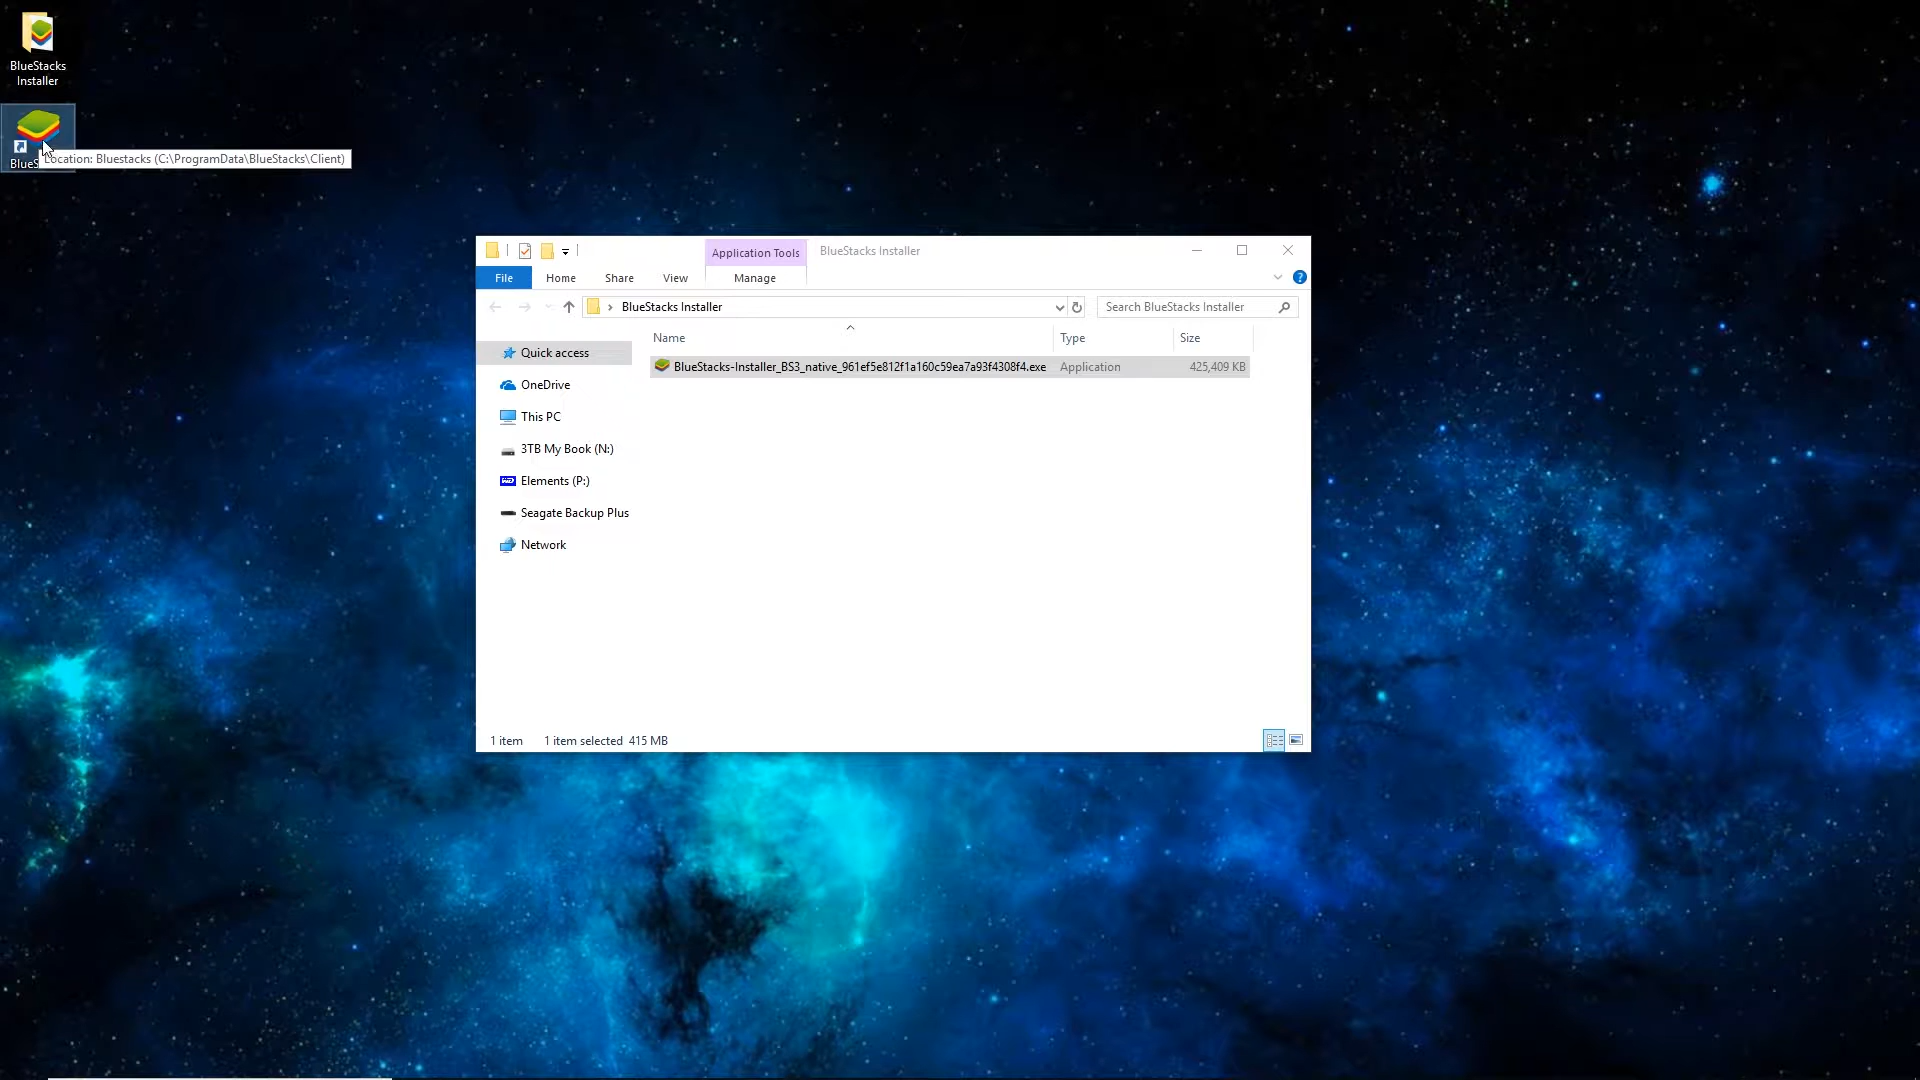 BlueStacks
Installer
BlueS
Location: Bluestacks (C:\ProgramData\BlueStacks\Client)
Application Tools
BlueStacks Installer
File
Home
Share
View
Manage
BlueStacks Installer
Search BlueStacks Installer
Name
Type
Size
Quick access
BlueStacks-Installer_BS3_native_961ef5e812f1a160c59ea7a93f4308f4.exe
Application
425,409 KB
OneDrive
This PC
3TB My Book (N:)
Elements (P:)
Seagate Backup Plus
Network
1 item
1 item selected 415 MB